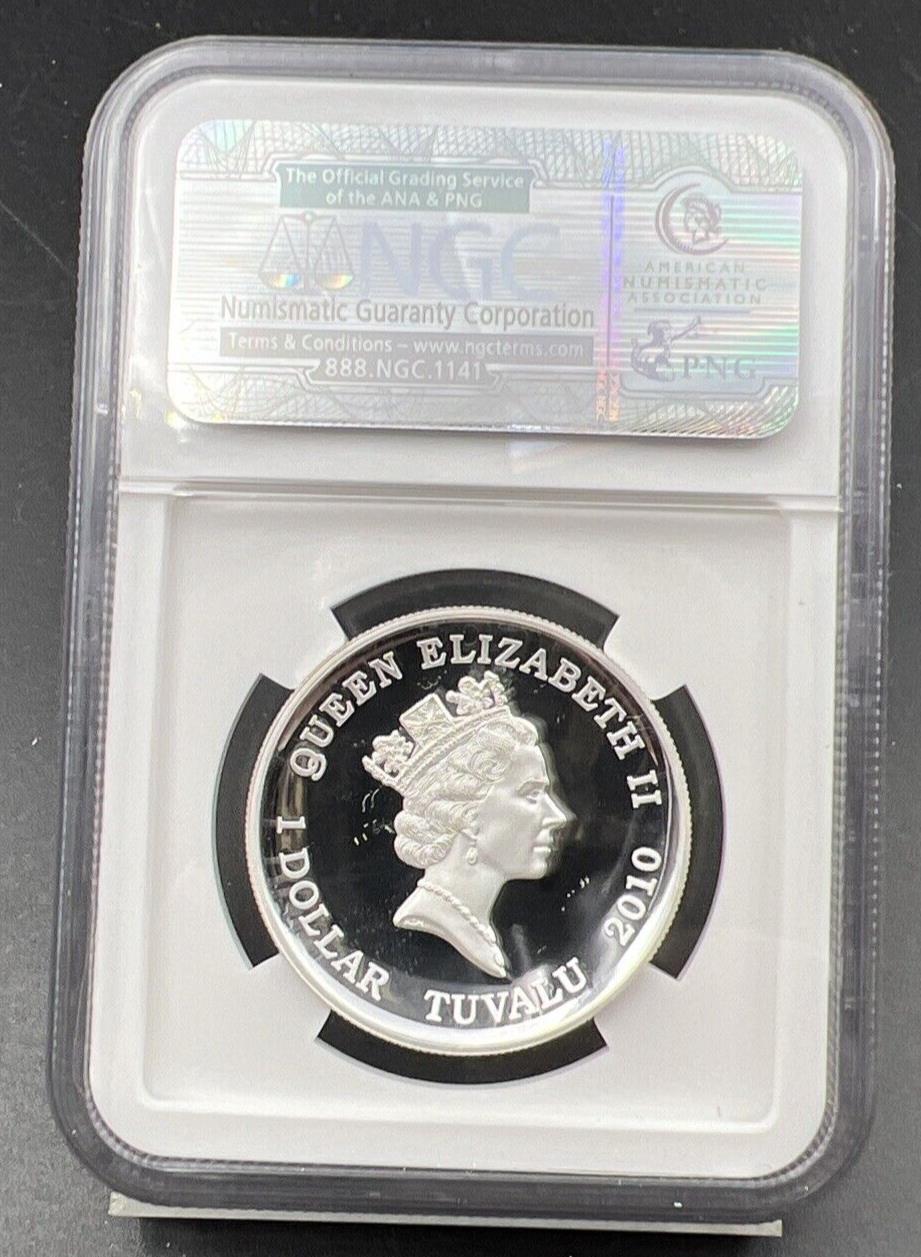 The Official Grading Service
of the ANA & PNG
NGC
Numismatic Guaranty Corporation
Terms & Conditions – www.ngcterms.com
888.NGC.1141
AMERICAN
NUMISMATIC
ASSOCIATION
PNG
QUEEN ELIZABETH II
1 DOLLAR TUVALU 2010